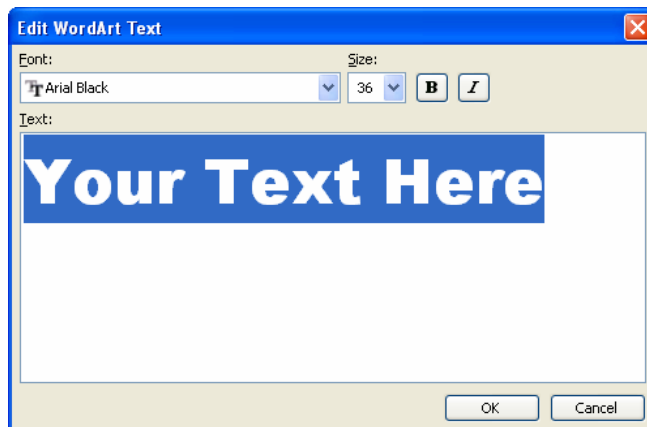 Edit WordArt Text
Font: Size:
Arial Black 36 B I
Text:
Your Text Here
OK Cancel